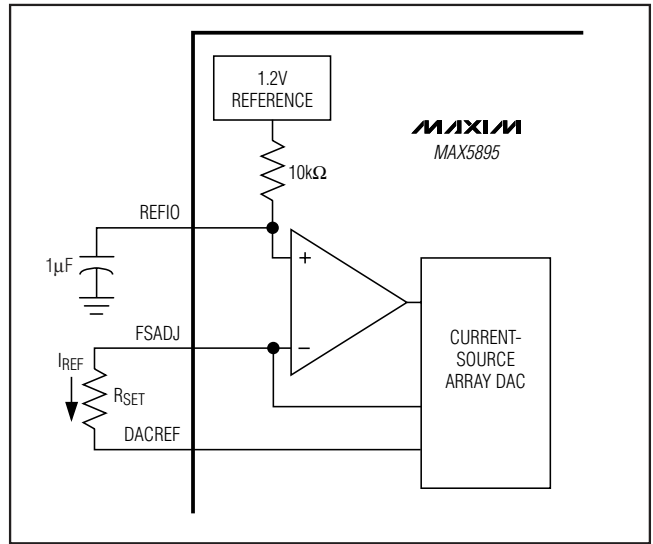 1.2V
REFERENCE
MAXIM
MAX5895
10kΩ
REFIO
1μF
+
FSADJ
−
CURRENT-
SOURCE
ARRAY DAC
IREF
RSET
DACREF